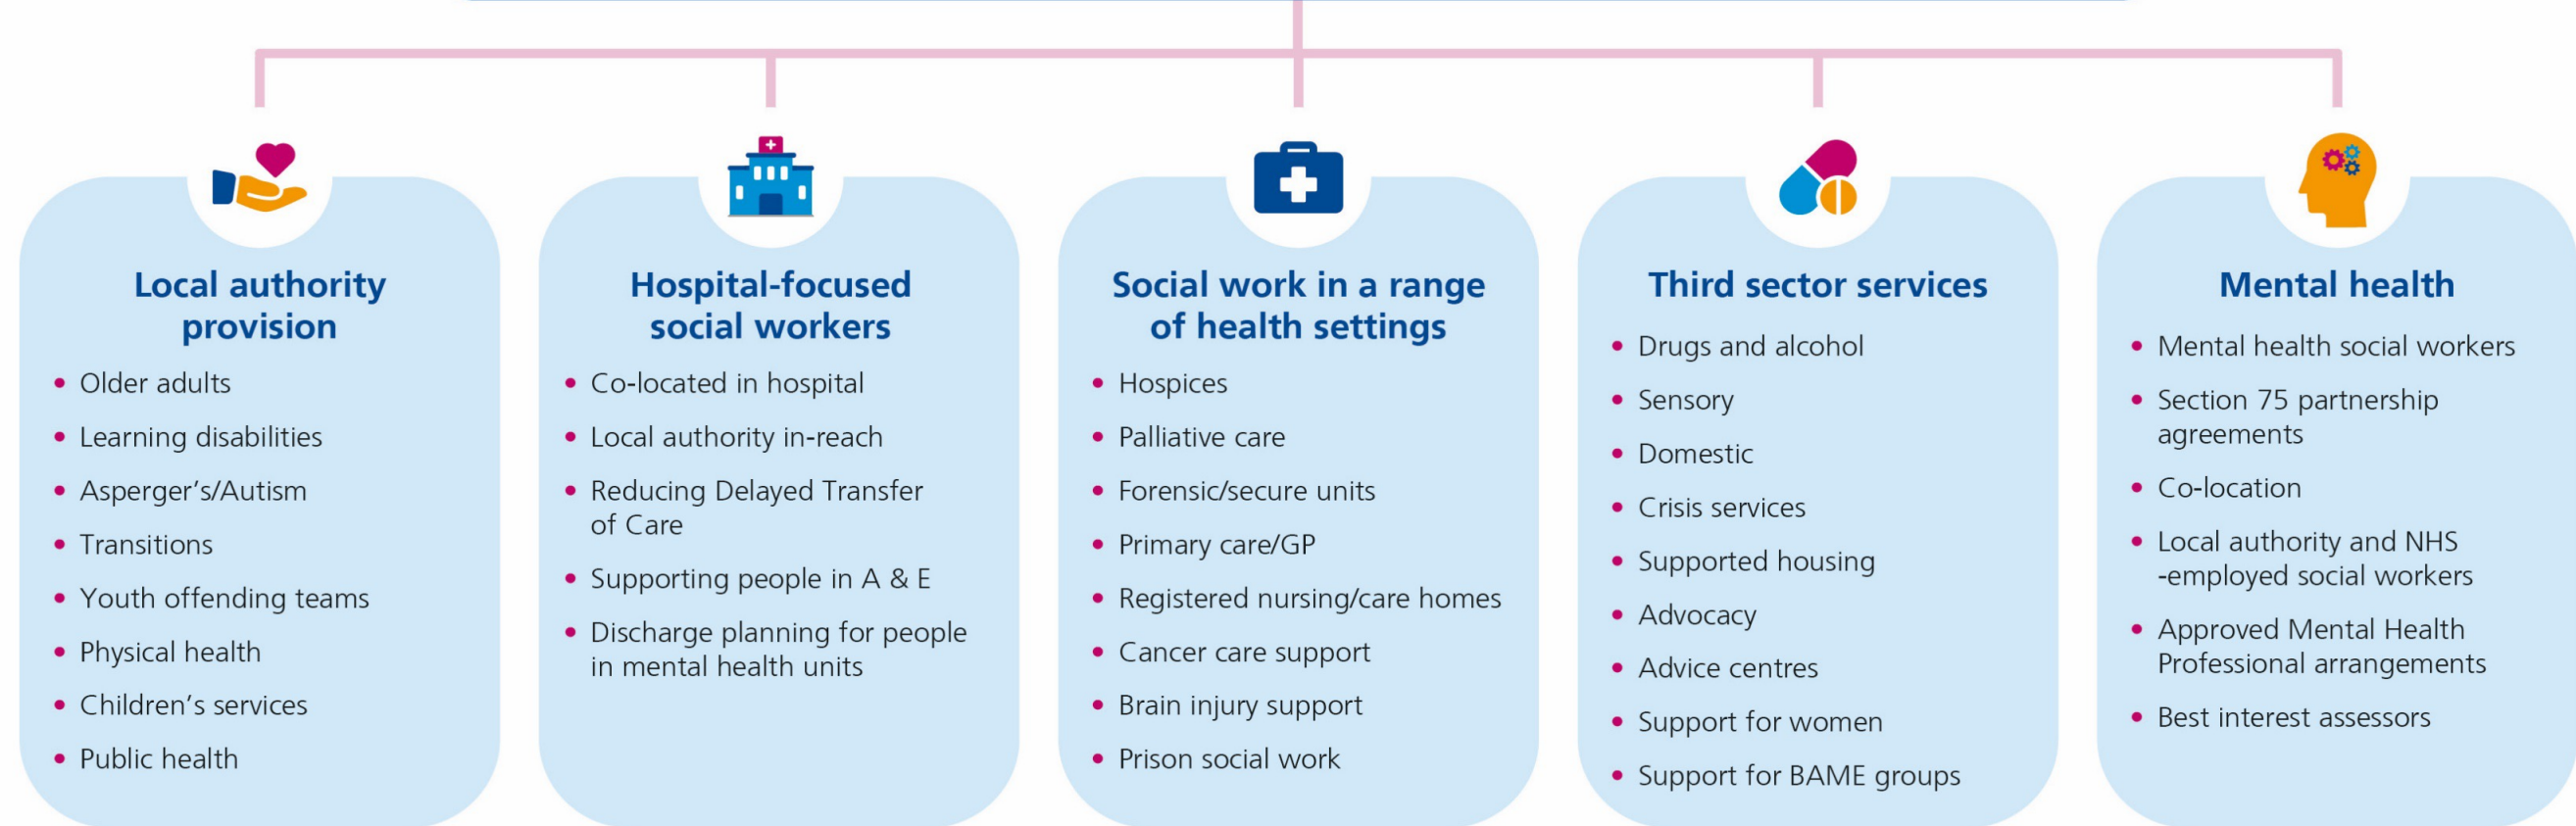 Local authority
provision
• Older adults
• Learning disabilities
• Asperger's/Autism
• Transitions
• Youth offending teams
• Physical health
• Children's services
• Public health
Hospital-focused
social workers
• Co-located in hospital
• Local authority in-reach
• Reducing Delayed Transfer
of Care
• Supporting people in A & E
• Discharge planning for people
in mental health units
Social work in a range
of health settings
• Hospices
• Palliative care
• Forensic/secure units
• Primary care/GP
• Registered nursing/care homes
• Cancer care support
• Brain injury support
• Prison social work
Third sector services
• Drugs and alcohol
• Sensory
• Domestic
• Crisis services
• Supported housing
• Advocacy
• Advice centres
• Support for women
• Support for BAME groups
Mental health
• Mental health social workers
• Section 75 partnership
agreements
• Co-location
• Local authority and NHS
-employed social workers
• Approved Mental Health
Professional arrangements
• Best interest assessors